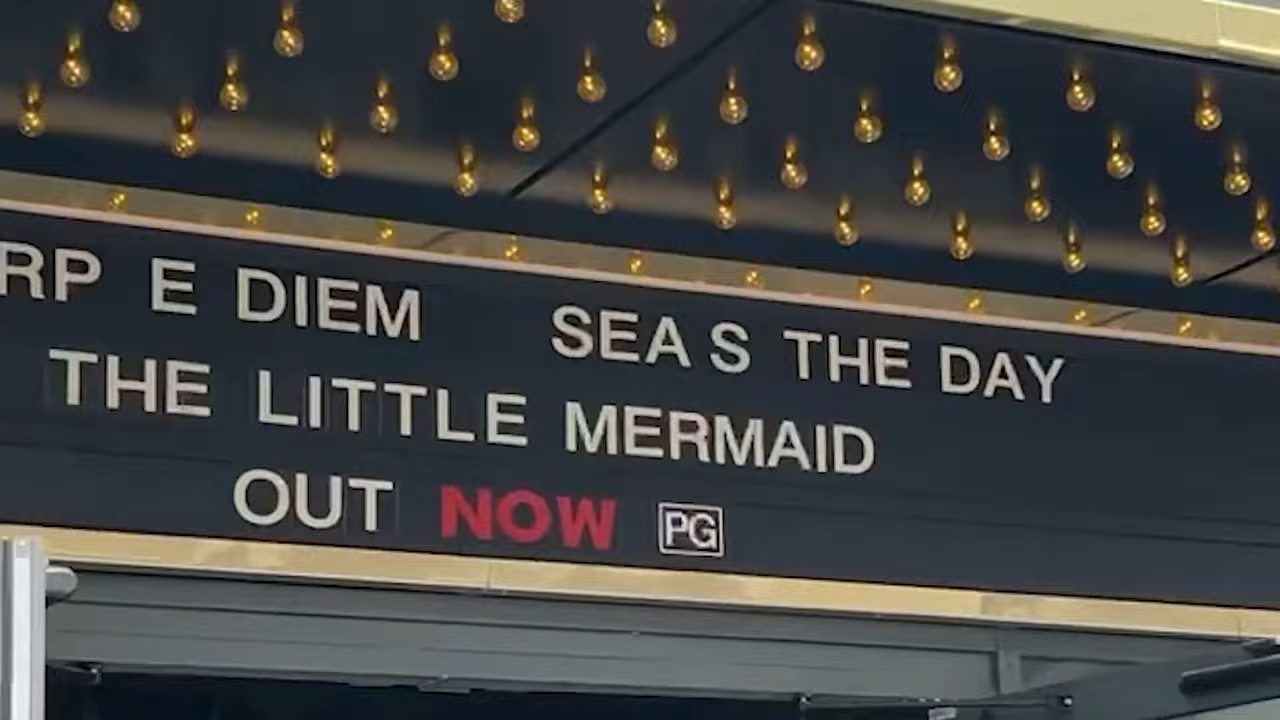 RP E DIEM SEAS THE DAY
THE LITTLE MERMAID
OUT NOW PG